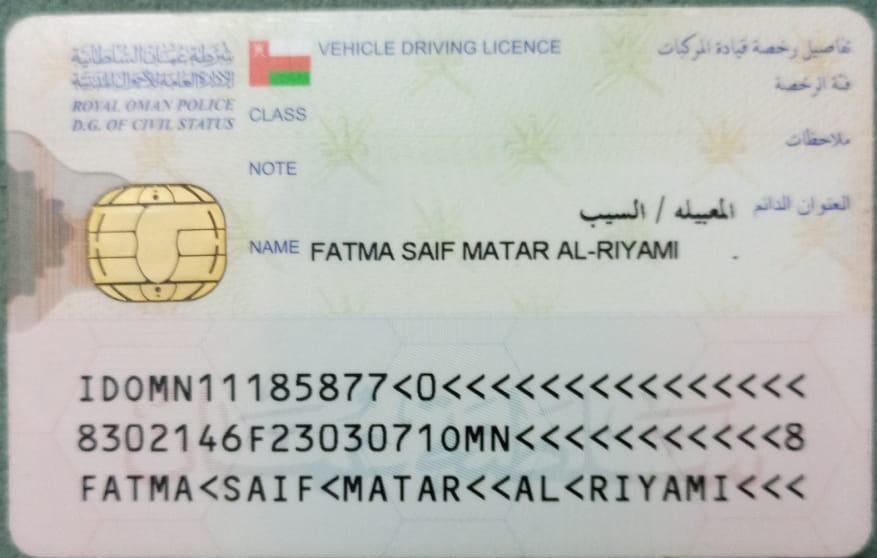 شرطة عمان السلطانية
الإدارة العامة للأحوال المدنية
ROYAL OMAN POLICE
D.G. OF CIVIL STATUS
VEHICLE DRIVING LICENCE تفاصيل رخصة قيادة المركبات
CLASS فئة الرخصة
NOTE ملاحظات
العنوان الدائم المعبيله / السيب
NAME FATMA SAIF MATAR AL-RIYAMI
IDOMN11185877<0<<<<<<<<<<<<<<<
8302146F2303071OMN<<<<<<<<<<<8
FATMA<SAIF<MATAR<<AL<RIYAMI<<<